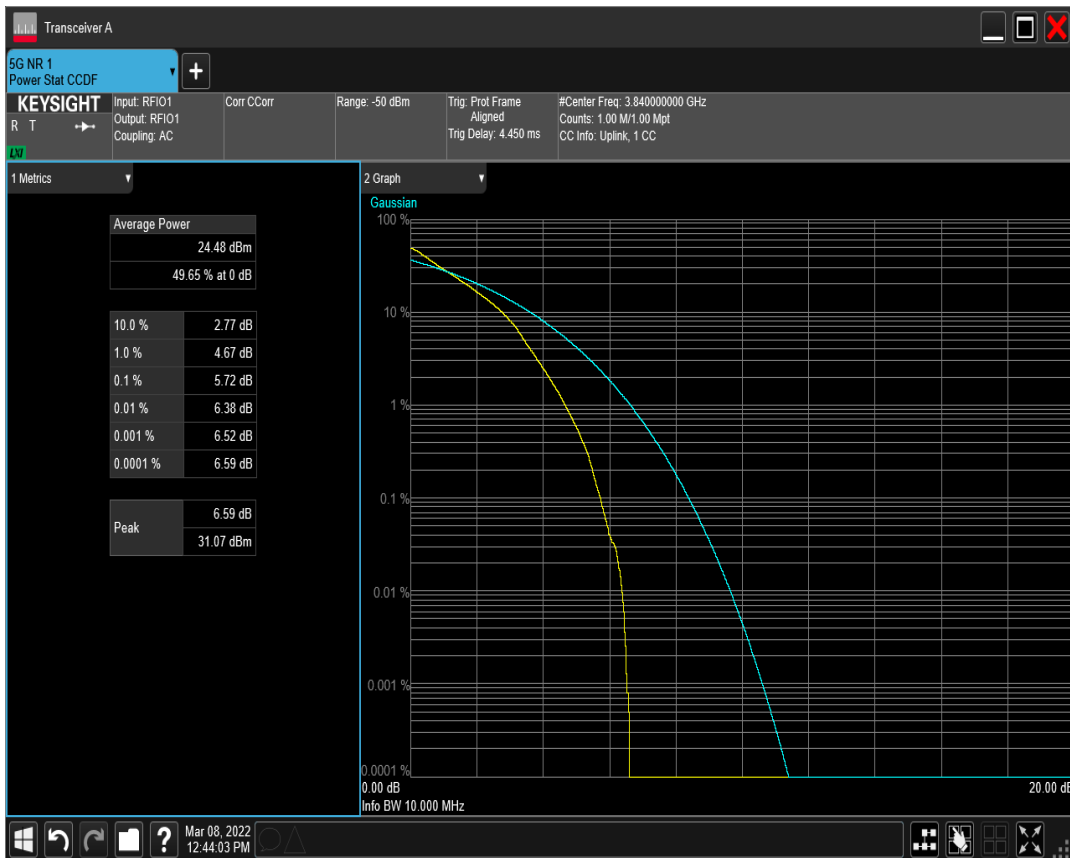 Transceiver A
5G NR 1
Power Stat CCDF
KEYSIGHT
R T
LXI
Input: RFIO1
Output: RFIO1
Coupling: AC
Corr CCorr
Range: -50 dBm
Trig: Prot Frame
Aligned
Trig Delay: 4.450 ms
#Center Freq: 3.840000000 GHz
Counts: 1.00 M/1.00 Mpt
CC Info: Uplink, 1 CC
1 Metrics
Average Power
24.48 dBm
49.65 % at 0 dB
10.0 % 2.77 dB
1.0 % 4.67 dB
0.1 % 5.72 dB
0.01 % 6.38 dB
0.001 % 6.52 dB
0.0001 % 6.59 dB
Peak 6.59 dB
31.07 dBm
2 Graph
Gaussian
100 %
10 %
1 %
0.1 %
0.01 %
0.001 %
0.0001 %
0.00 dB 20.00 dB
Info BW 10.000 MHz
Mar 08, 2022
12:44:03 PM